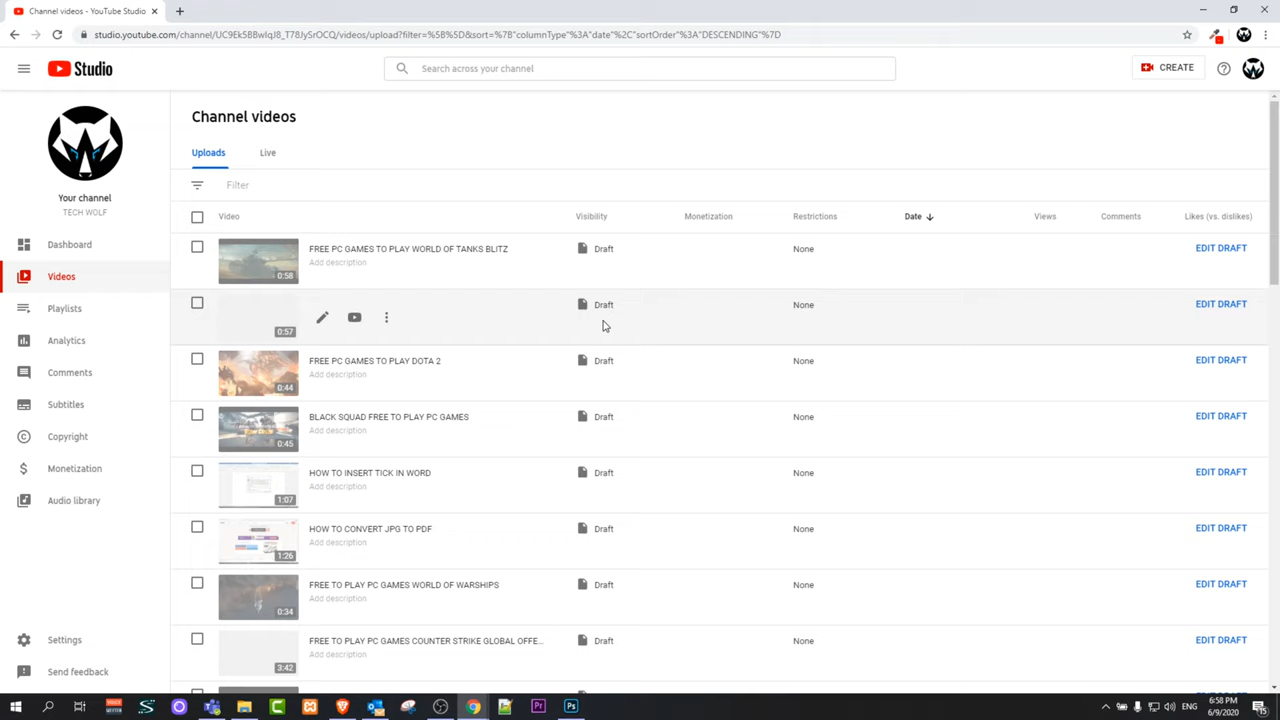 Channel videos - YouTube Studio
studio.youtube.com/channel/UC9Ek5BBwIqJ8_T78JySrOCQ/videos/upload?filter=%5B%5D&sort=%7B"columnType"%3A"date"%2C"sortOrder"%3A"DESCENDING"%7D
Studio
Search across your channel
CREATE
Your channel
TECH WOLF
Dashboard
Videos
Playlists
Analytics
Comments
Subtitles
Copyright
Monetization
Audio library
Settings
Send feedback
Channel videos
Uploads Live
Filter
Video Visibility Monetization Restrictions Date Views Comments Likes (vs. dislikes)
FREE PC GAMES TO PLAY WORLD OF TANKS BLITZ Draft None EDIT DRAFT
Add description
0:58
Draft None EDIT DRAFT
0:57
FREE PC GAMES TO PLAY DOTA 2 Draft None EDIT DRAFT
Add description
0:44
BLACK SQUAD FREE TO PLAY PC GAMES Draft None EDIT DRAFT
Add description
0:45
HOW TO INSERT TICK IN WORD Draft None EDIT DRAFT
Add description
1:07
HOW TO CONVERT JPG TO PDF Draft None EDIT DRAFT
Add description
1:26
FREE TO PLAY PC GAMES WORLD OF WARSHIPS Draft None EDIT DRAFT
Add description
0:34
FREE TO PLAY PC GAMES COUNTER STRIKE GLOBAL OFFE... Draft None EDIT DRAFT
Add description
3:42
6:58 PM
6/9/2020